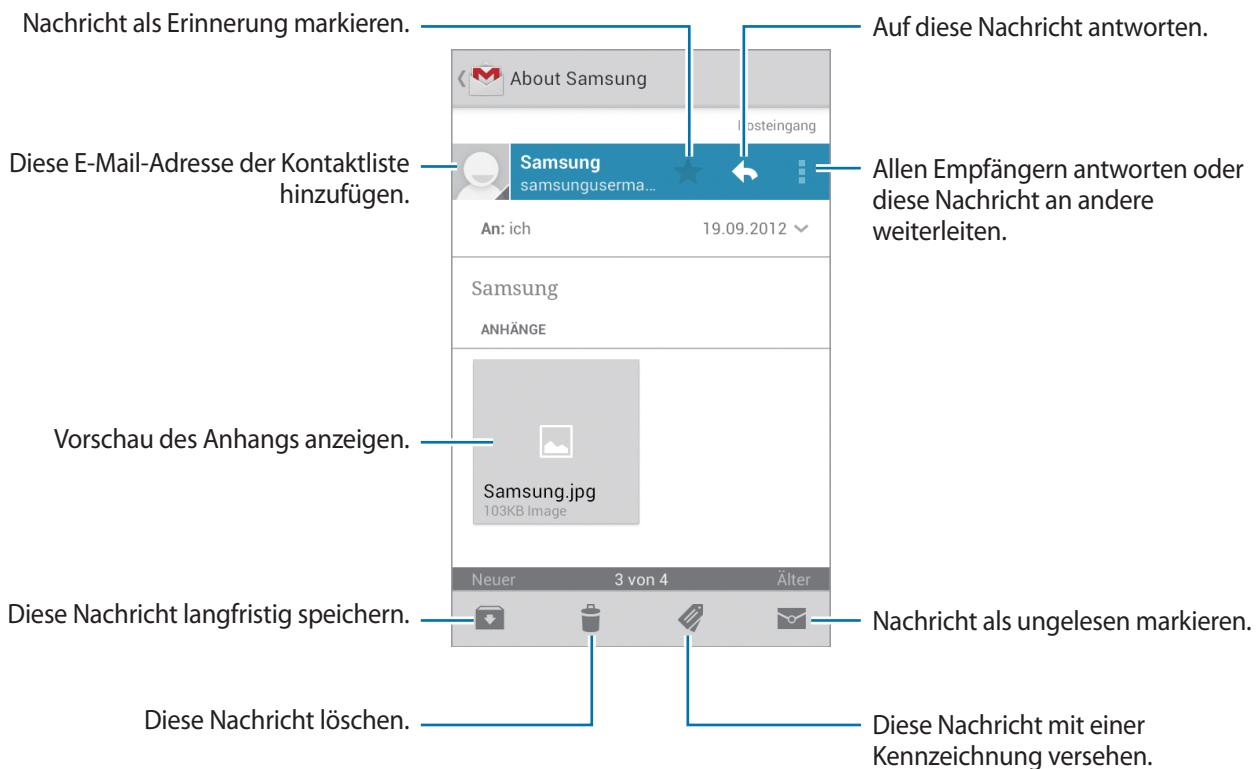 Nachricht als Erinnerung markieren.
Auf diese Nachricht antworten.
About Samsung
Posteingang
Diese E-Mail-Adresse der Kontaktliste
hinzufügen.
Samsung
samsunguserma...
Allen Empfängern antworten oder
diese Nachricht an andere
weiterleiten.
An: ich
19.09.2012
Samsung
ANHÄNGE
Vorschau des Anhangs anzeigen.
Samsung.jpg
103KB Image
Neuer
3 von 4
Älter
Diese Nachricht langfristig speichern.
Nachricht als ungelesen markieren.
Diese Nachricht löschen.
Diese Nachricht mit einer
Kennzeichnung versehen.